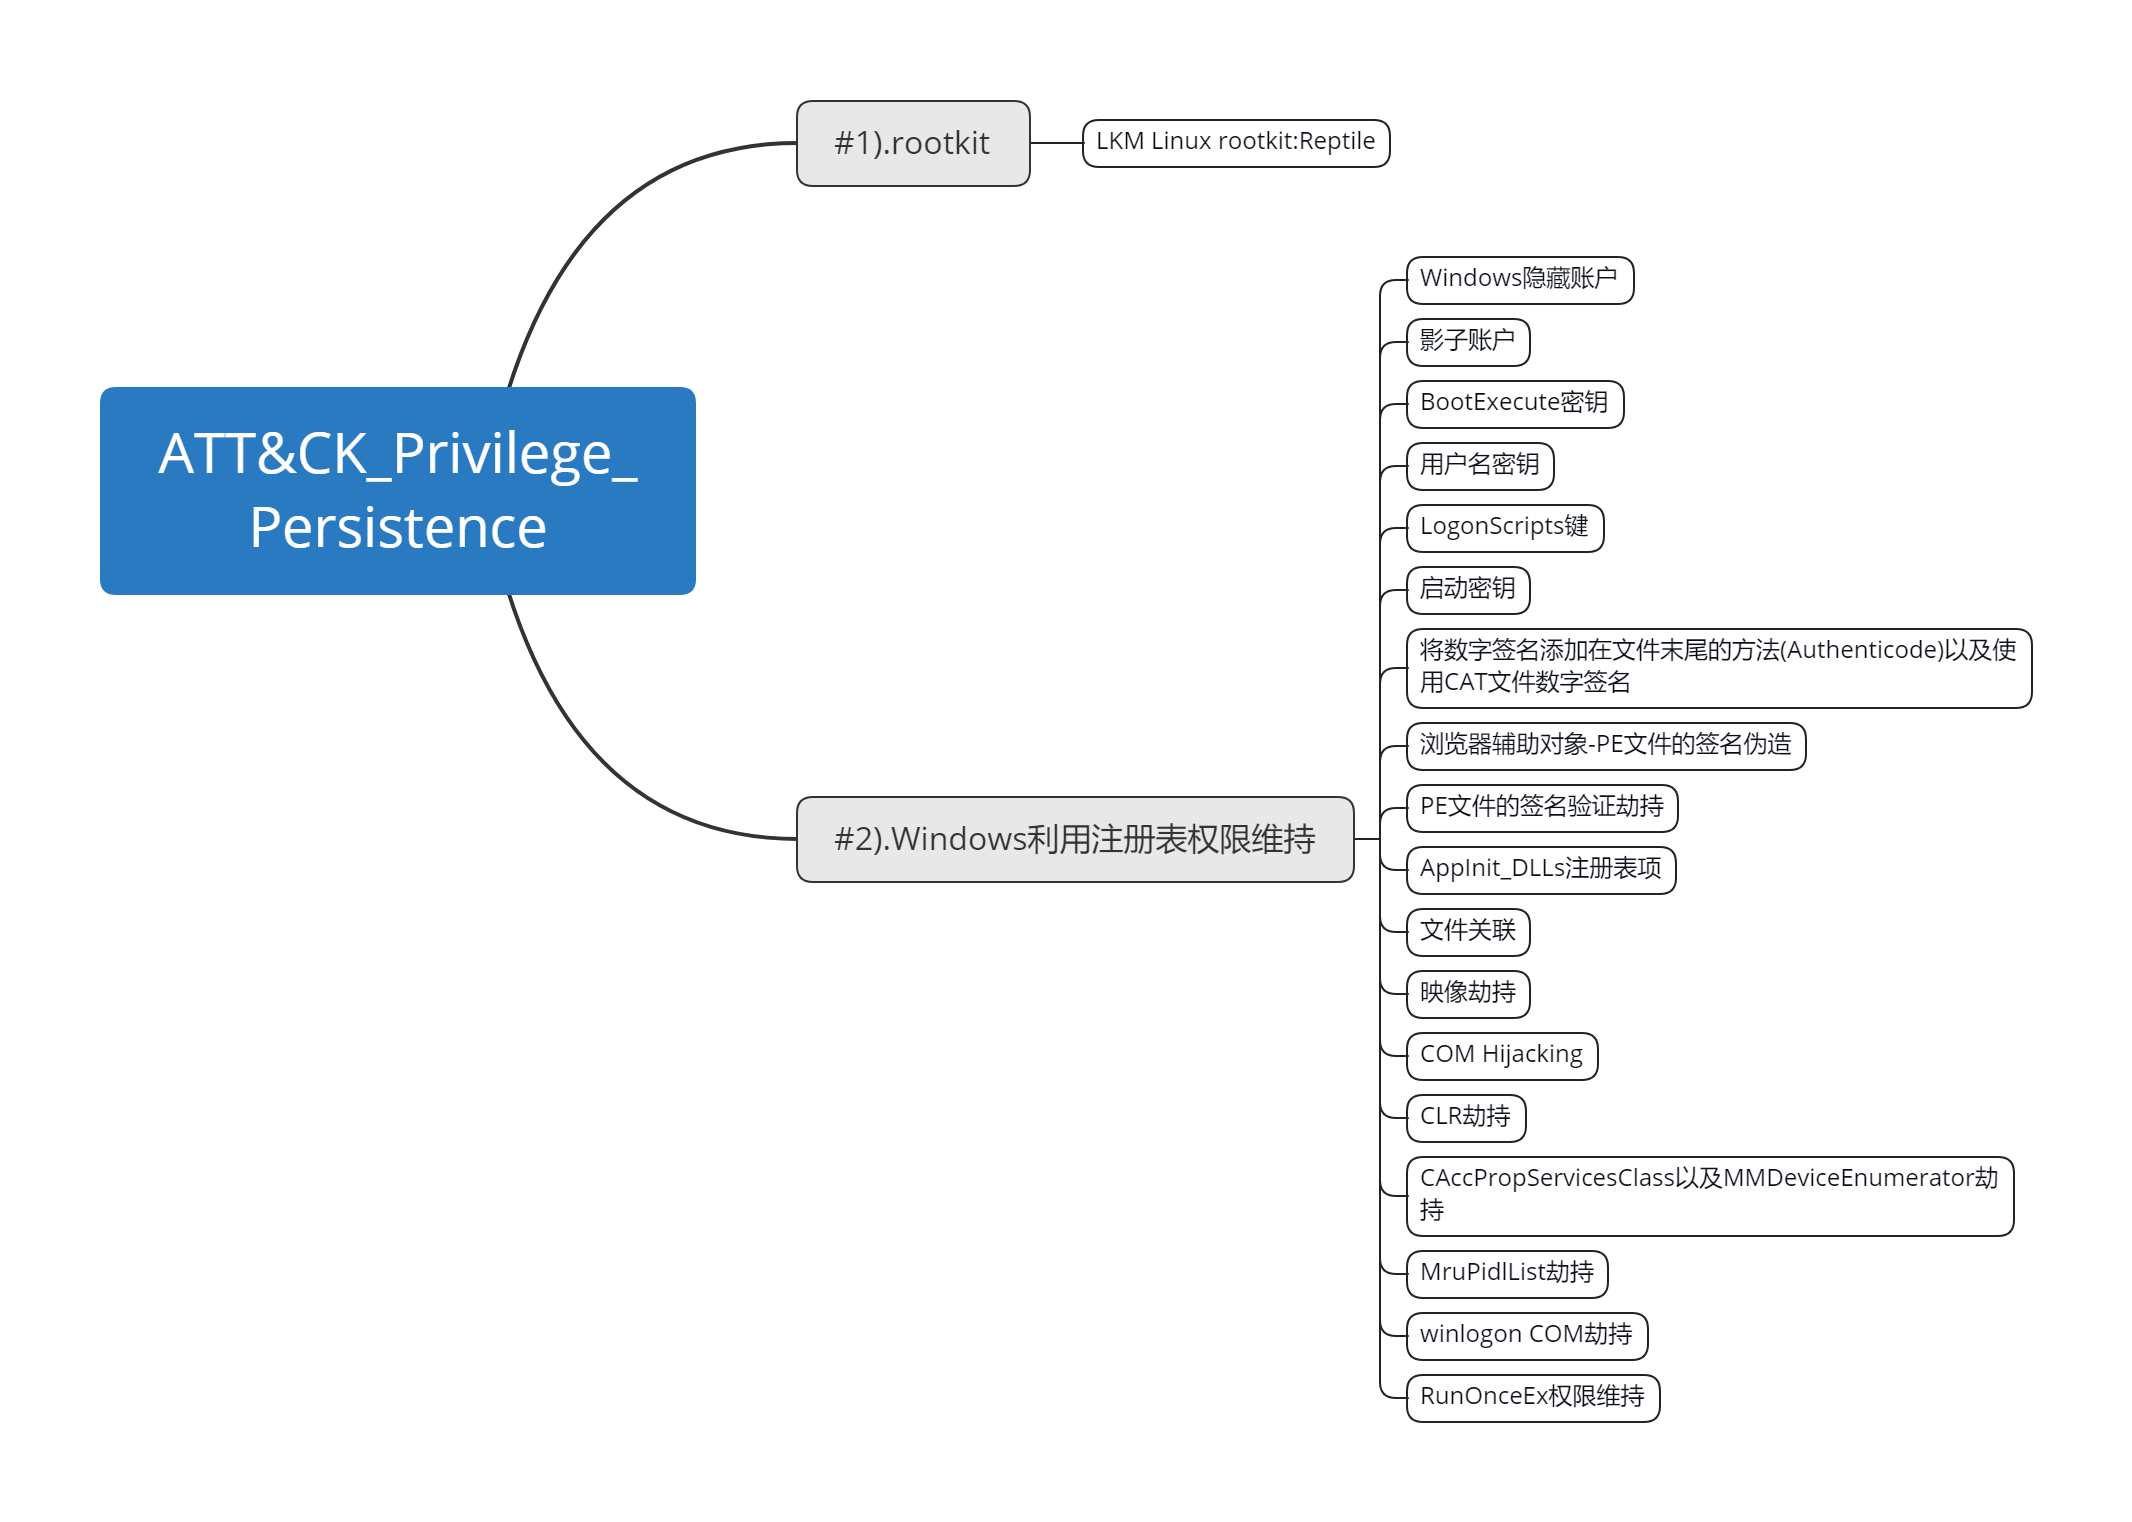 ATT&CK_Privilege_
Persistence
#1).rootkit
LKM Linux rootkit:Reptile
#2).Windows利用注册表权限维持
Windows隐藏账户
影子账户
BootExecute密钥
用户名密钥
LogonScripts键
启动密钥
将数字签名添加在文件末尾的方法(Authenticode)以及使
用CAT文件数字签名
浏览器辅助对象-PE文件的签名伪造
PE文件的签名验证劫持
AppInit_DLLs注册表项
文件关联
映像劫持
COM Hijacking
CLR劫持
CAccPropServicesClass以及MMDeviceEnumerator劫
持
MruPidlList劫持
winlogon COM劫持
RunOnceEx权限维持